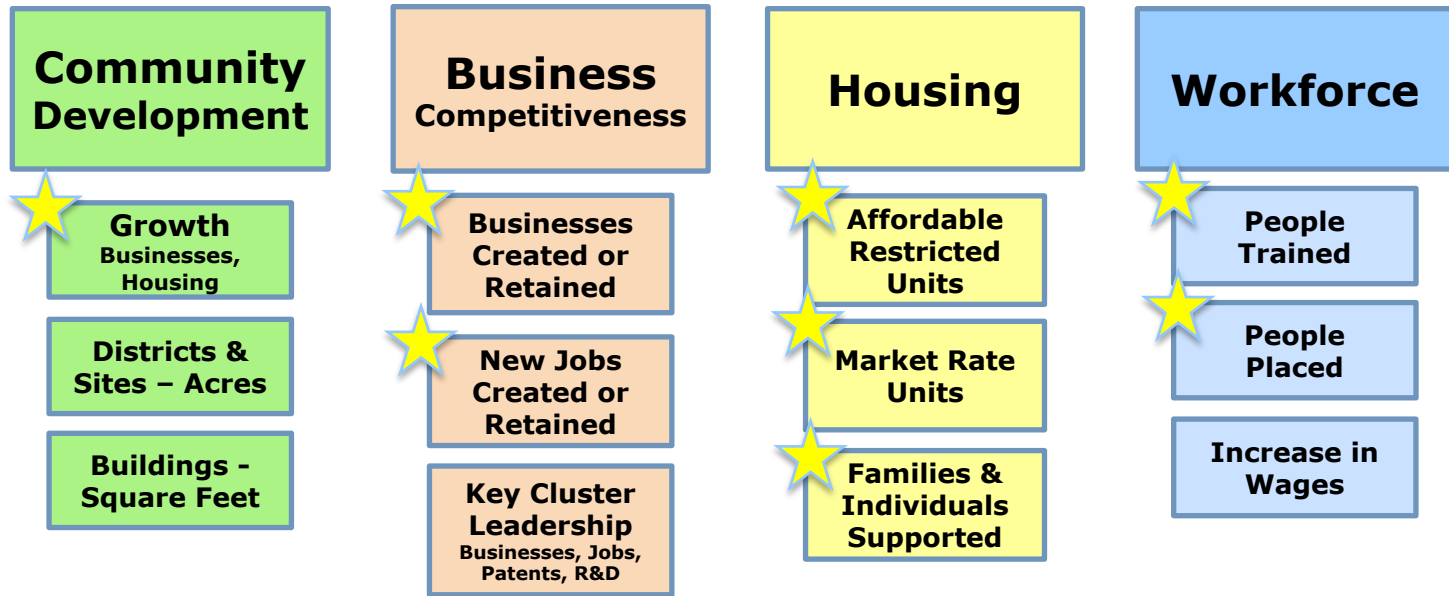 Community
Development
Growth
Businesses,
Housing
Districts &
Sites – Acres
Buildings -
Square Feet
Business
Competitiveness
Businesses
Created or
Retained
New Jobs
Created or
Retained
Key Cluster
Leadership
Businesses, Jobs,
Patents, R&D
Housing
Affordable
Restricted
Units
Market Rate
Units
Families &
Individuals
Supported
Workforce
People
Trained
People
Placed
Increase in
Wages